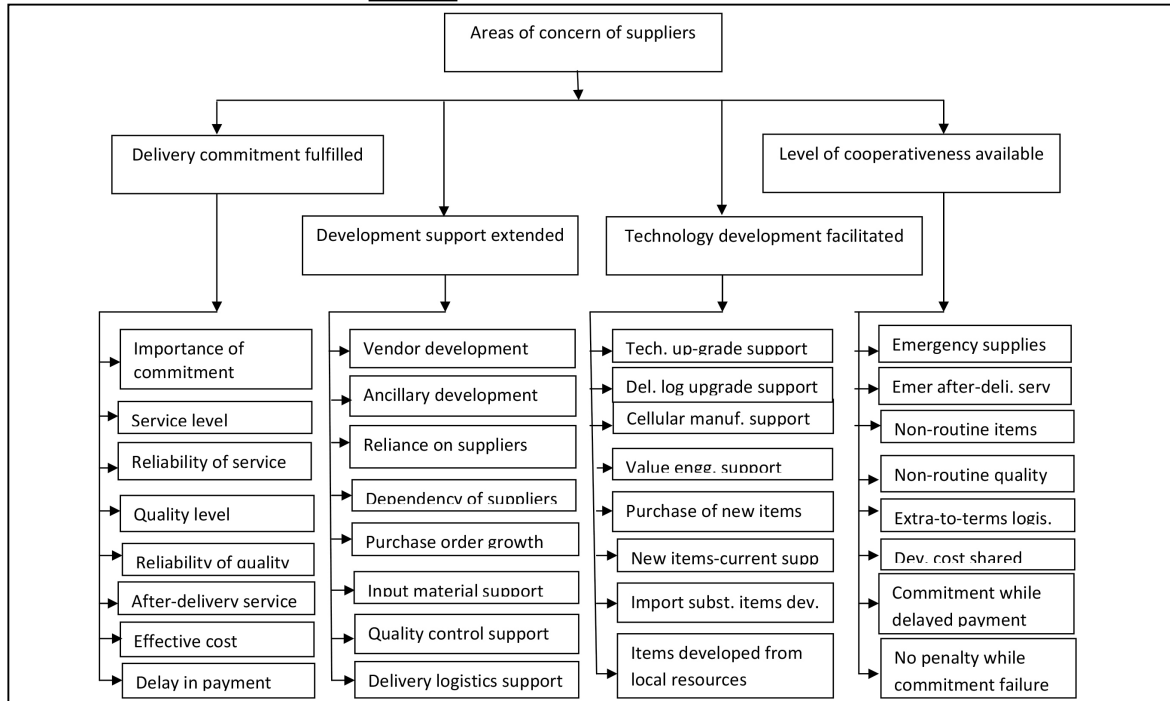 Areas of concern of suppliers
Delivery commitment fulfilled
Level of cooperativeness available
Development support extended
Technology development facilitated
Importance of
commitment
Service level
Reliability of service
Quality level
Reliability of quality
After-delivery service
Effective cost
Delay in payment
Vendor development
Ancillary development
Reliance on suppliers
Dependency of suppliers
Purchase order growth
Input material support
Quality control support
Delivery logistics support
Tech. up-grade support
Del. log upgrade support
Cellular manuf. support
Value engg. support
Purchase of new items
New items-current supp
Import subst. items dev.
Items developed from
local resources
Emergency supplies
Emer after-deli. serv
Non-routine items
Non-routine quality
Extra-to-terms logis.
Dev. cost shared
Commitment while
delayed payment
No penalty while
commitment failure